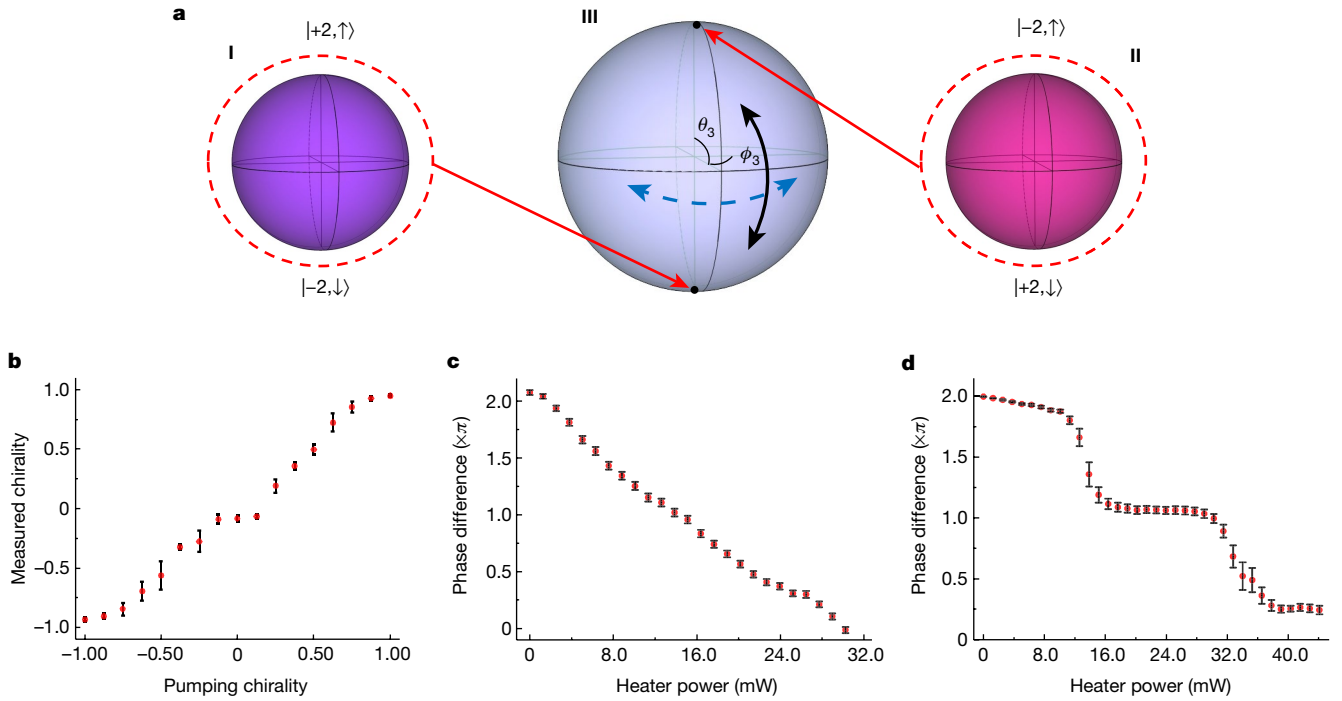 a
I
|+2,↑⟩
III
|−2,↑⟩
II
θ3
ϕ3
|−2,↓⟩
|+2,↓⟩
b
Measured chirality
1.0
0.5
0
−0.5
−1.0
−1.00 −0.50 0 0.50 1.00
Pumping chirality
c
Phase difference (×π)
2.0
1.5
1.0
0.5
0
0 8.0 16.0 24.0 32.0
Heater power (mW)
d
Phase difference (×π)
2.0
1.5
1.0
0.5
0
0 8.0 16.0 24.0 32.0 40.0
Heater power (mW)